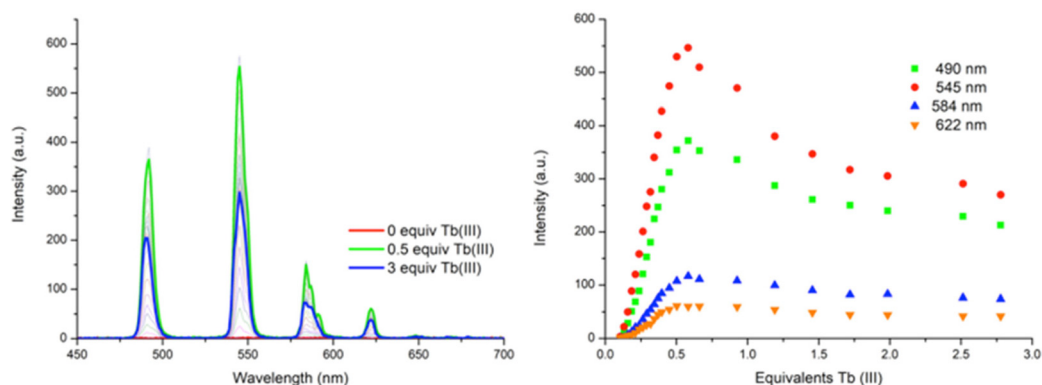 600
500
400
300
200
100
0
Intensity (a.u.)
450 500 550 600 650 700
Wavelength (nm)
0 equiv Tb(III)
0.5 equiv Tb(III)
3 equiv Tb(III)
600
500
400
300
200
100
0
Intensity (a.u.)
0.0 0.5 1.0 1.5 2.0 2.5 3.0
Equivalents Tb (III)
490 nm
545 nm
584 nm
622 nm